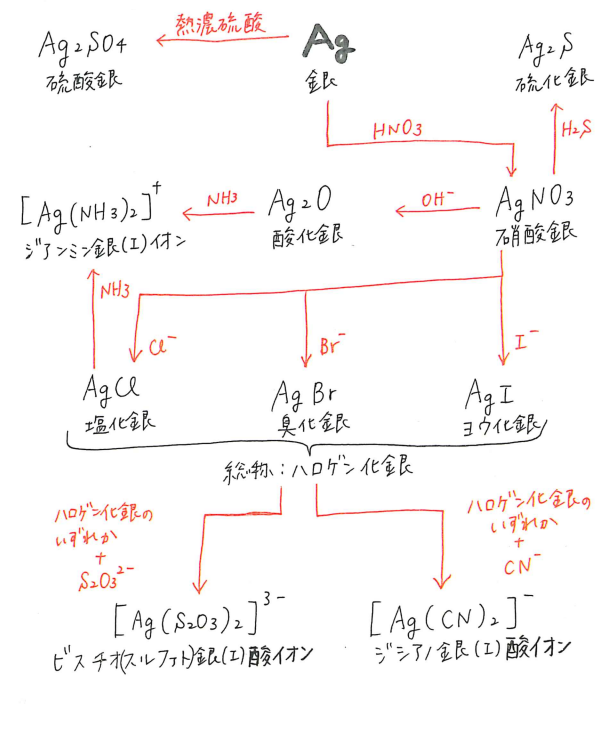 Ag₂SO₄
硫酸銀
熱濃硫酸
Ag
銀
Ag₂S
硫化銀
HNO₃
H₂S
[Ag(NH₃)₂]⁺
ジアンミン銀(I)イオン
NH₃
Ag₂O
酸化銀
OH⁻
AgNO₃
硝酸銀
NH₃
Cl⁻
Br⁻
I⁻
AgCl
塩化銀
AgBr
臭化銀
AgI
ヨウ化銀
総称:ハロゲン化銀
ハロゲン化銀の
いずれか
+
S₂O₃²⁻
ハロゲン化銀の
いずれか
+
CN⁻
[Ag(S₂O₃)₂]³⁻
ビスチオ(スルファト)銀(I)酸イオン
[Ag(CN)₂]⁻
ジシアノ銀(I)酸イオン